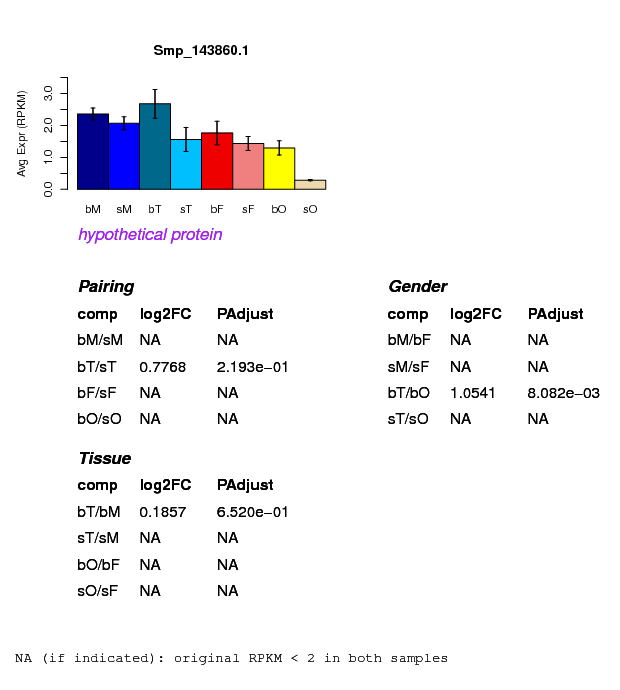 Smp_143860.1
Avg Expr (RPKM)
3.0
2.0
1.0
0.0
bM sM bT sT bF sF bO sO
hypothetical protein
Pairing
comp log2FC PAdjust
bM/sM NA NA
bT/sT 0.7768 2.193e−01
bF/sF NA NA
bO/sO NA NA
Gender
comp log2FC PAdjust
bM/bF NA NA
sM/sF NA NA
bT/bO 1.0541 8.082e−03
sT/sO NA NA
Tissue
comp log2FC PAdjust
bT/bM 0.1857 6.520e−01
sT/sM NA NA
bO/bF NA NA
sO/sF NA NA
NA (if indicated): original RPKM < 2 in both samples